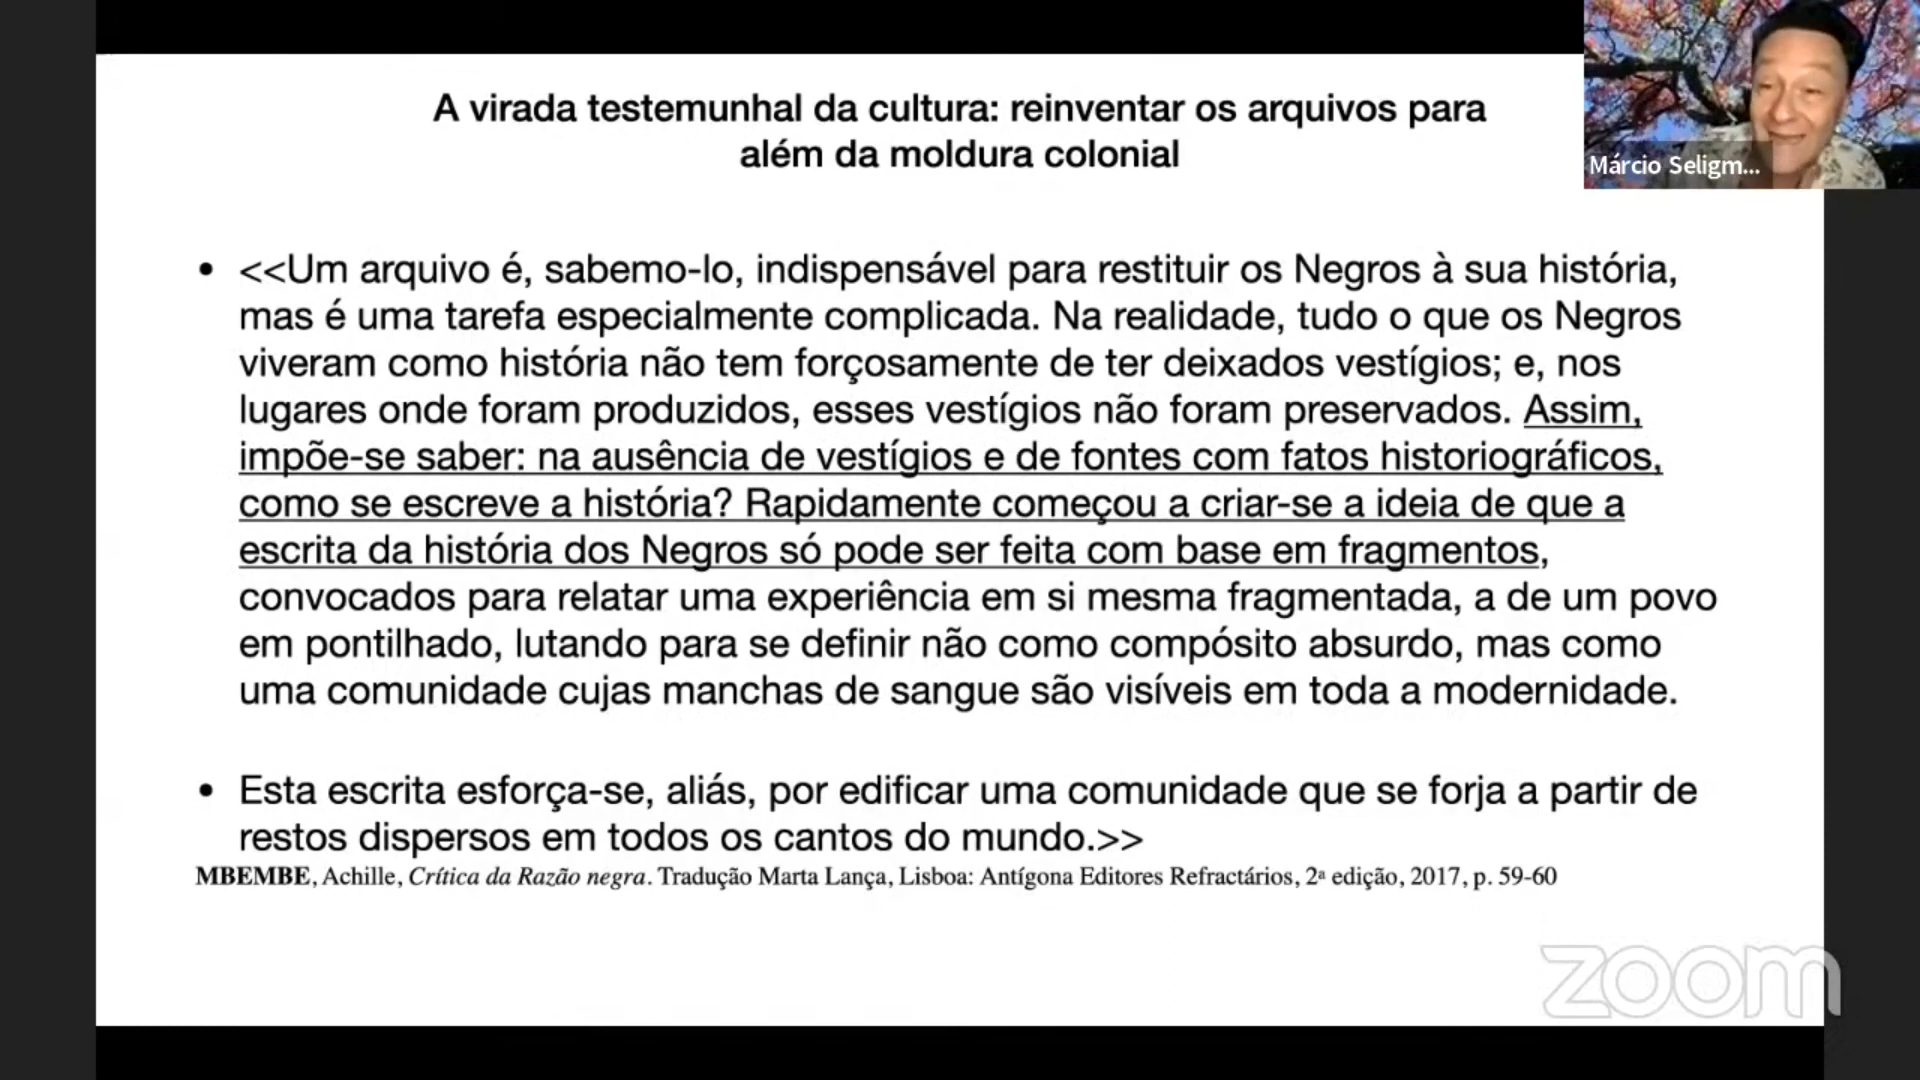 A virada testemunhal da cultura: reinventar os arquivos para
além da moldura colonial
Márcio Seligm...
• <<Um arquivo é, sabemo-lo, indispensável para restituir os Negros à sua história,
mas é uma tarefa especialmente complicada. Na realidade, tudo o que os Negros
viveram como história não tem forçosamente de ter deixados vestígios; e, nos
lugares onde foram produzidos, esses vestígios não foram preservados. Assim,
impõe-se saber: na ausência de vestígios e de fontes com fatos historiográficos,
como se escreve a história? Rapidamente começou a criar-se a ideia de que a
escrita da história dos Negros só pode ser feita com base em fragmentos,
convocados para relatar uma experiência em si mesma fragmentada, a de um povo
em pontilhado, lutando para se definir não como compósito absurdo, mas como
uma comunidade cujas manchas de sangue são visíveis em toda a modernidade.
• Esta escrita esforça-se, aliás, por edificar uma comunidade que se forja a partir de
restos dispersos em todos os cantos do mundo.>>
MBEMBE, Achille, Crítica da Razão negra. Tradução Marta Lança, Lisboa: Antígona Editores Refractários, 2ª edição, 2017, p. 59-60
zoom